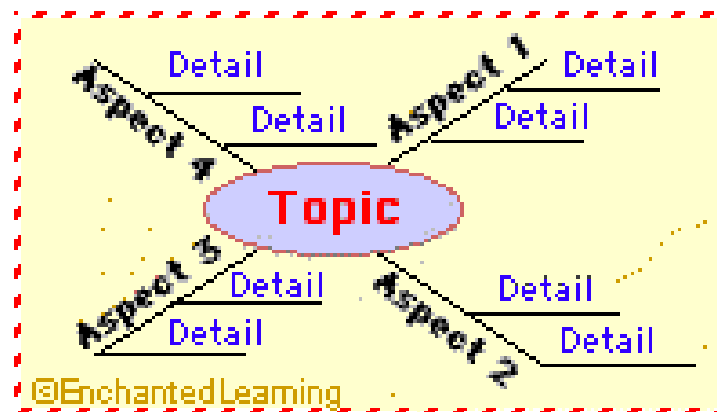 Aspect 4
Detail
Detail
Aspect 1
Detail
Detail
Topic
Aspect 3
Detail
Detail
Aspect 2
Detail
Detail
©EnchantedLearning